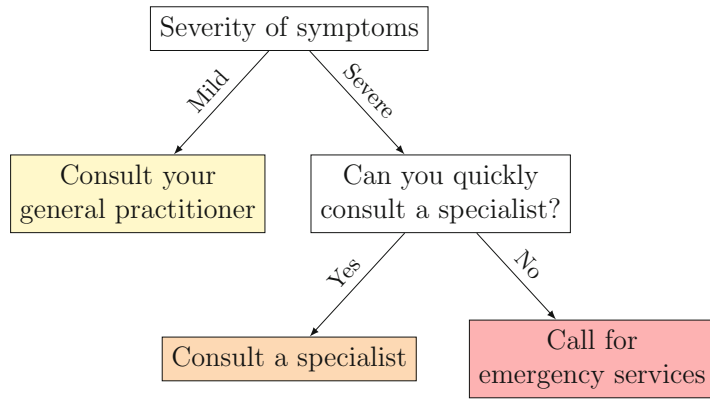 Severity of symptoms
Mild
Severe
Consult your
general practitioner
Can you quickly
consult a specialist?
Yes
No
Consult a specialist
Call for
emergency services